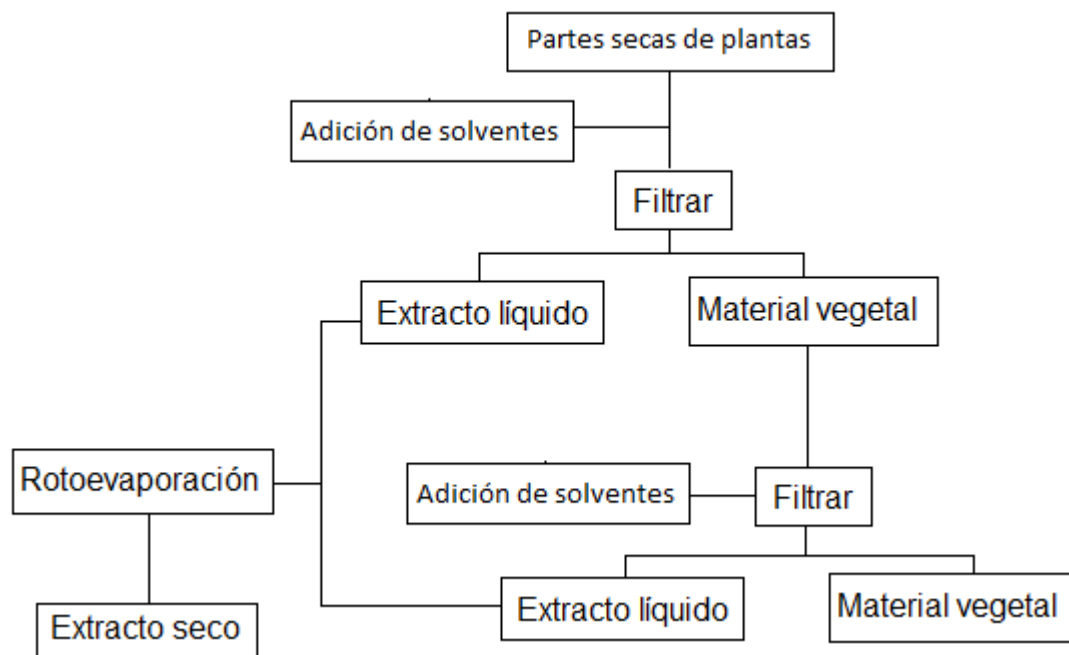 Partes secas de plantas
Adición de solventes
Filtrar
Extracto líquido
Material vegetal
Rotoevaporación
Adición de solventes
Filtrar
Extracto líquido
Material vegetal
Extracto seco